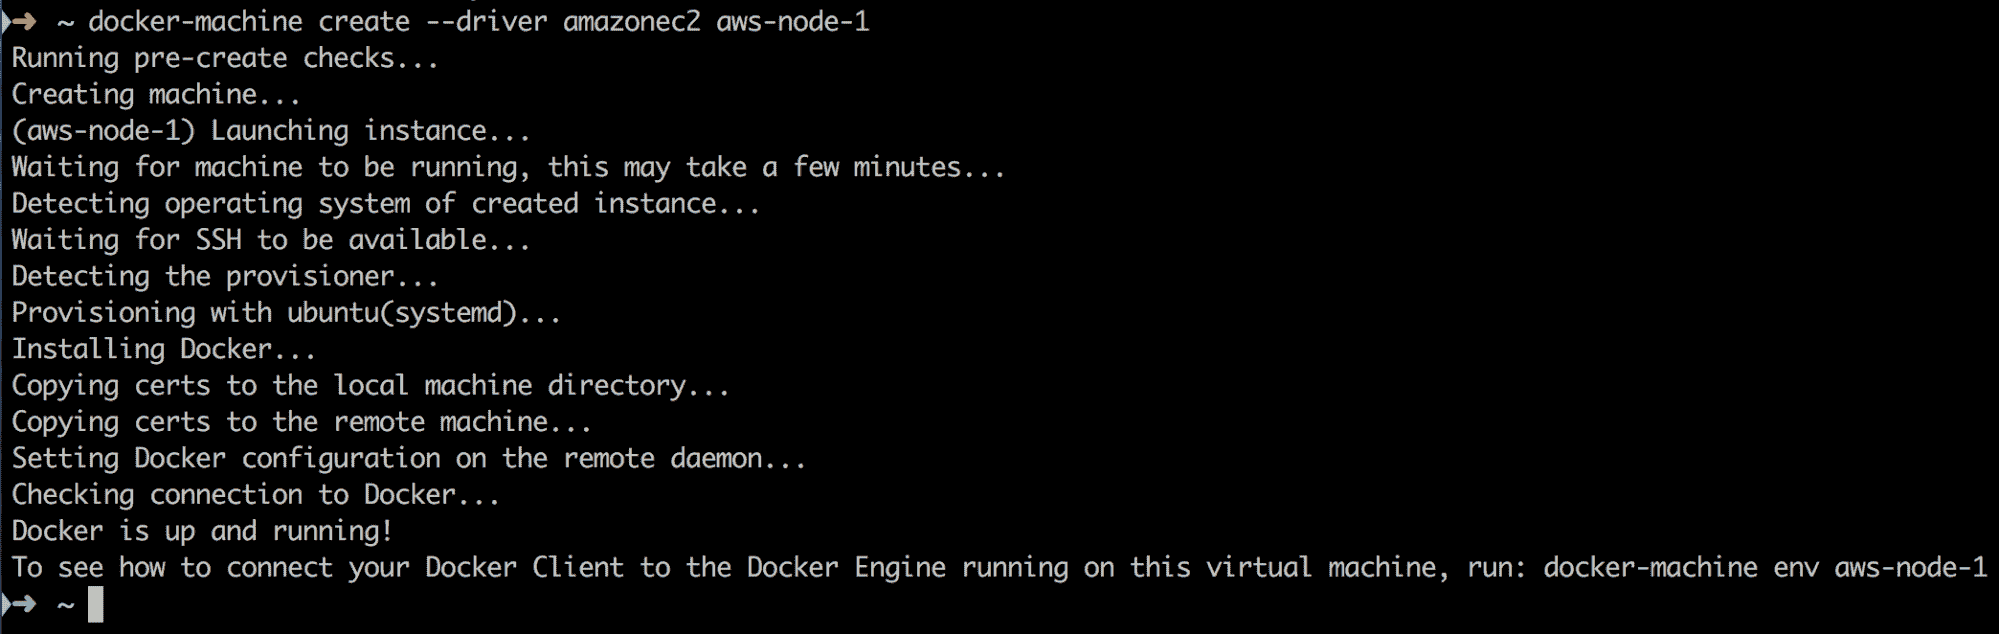 ➜ ~ docker-machine create --driver amazonec2 aws-node-1
Running pre-create checks...
Creating machine...
(aws-node-1) Launching instance...
Waiting for machine to be running, this may take a few minutes...
Detecting operating system of created instance...
Waiting for SSH to be available...
Detecting the provisioner...
Provisioning with ubuntu(systemd)...
Installing Docker...
Copying certs to the local machine directory...
Copying certs to the remote machine...
Setting Docker configuration on the remote daemon...
Checking connection to Docker...
Docker is up and running!
To see how to connect your Docker Client to the Docker Engine running on this virtual machine, run: docker-machine env aws-node-1
➜ ~